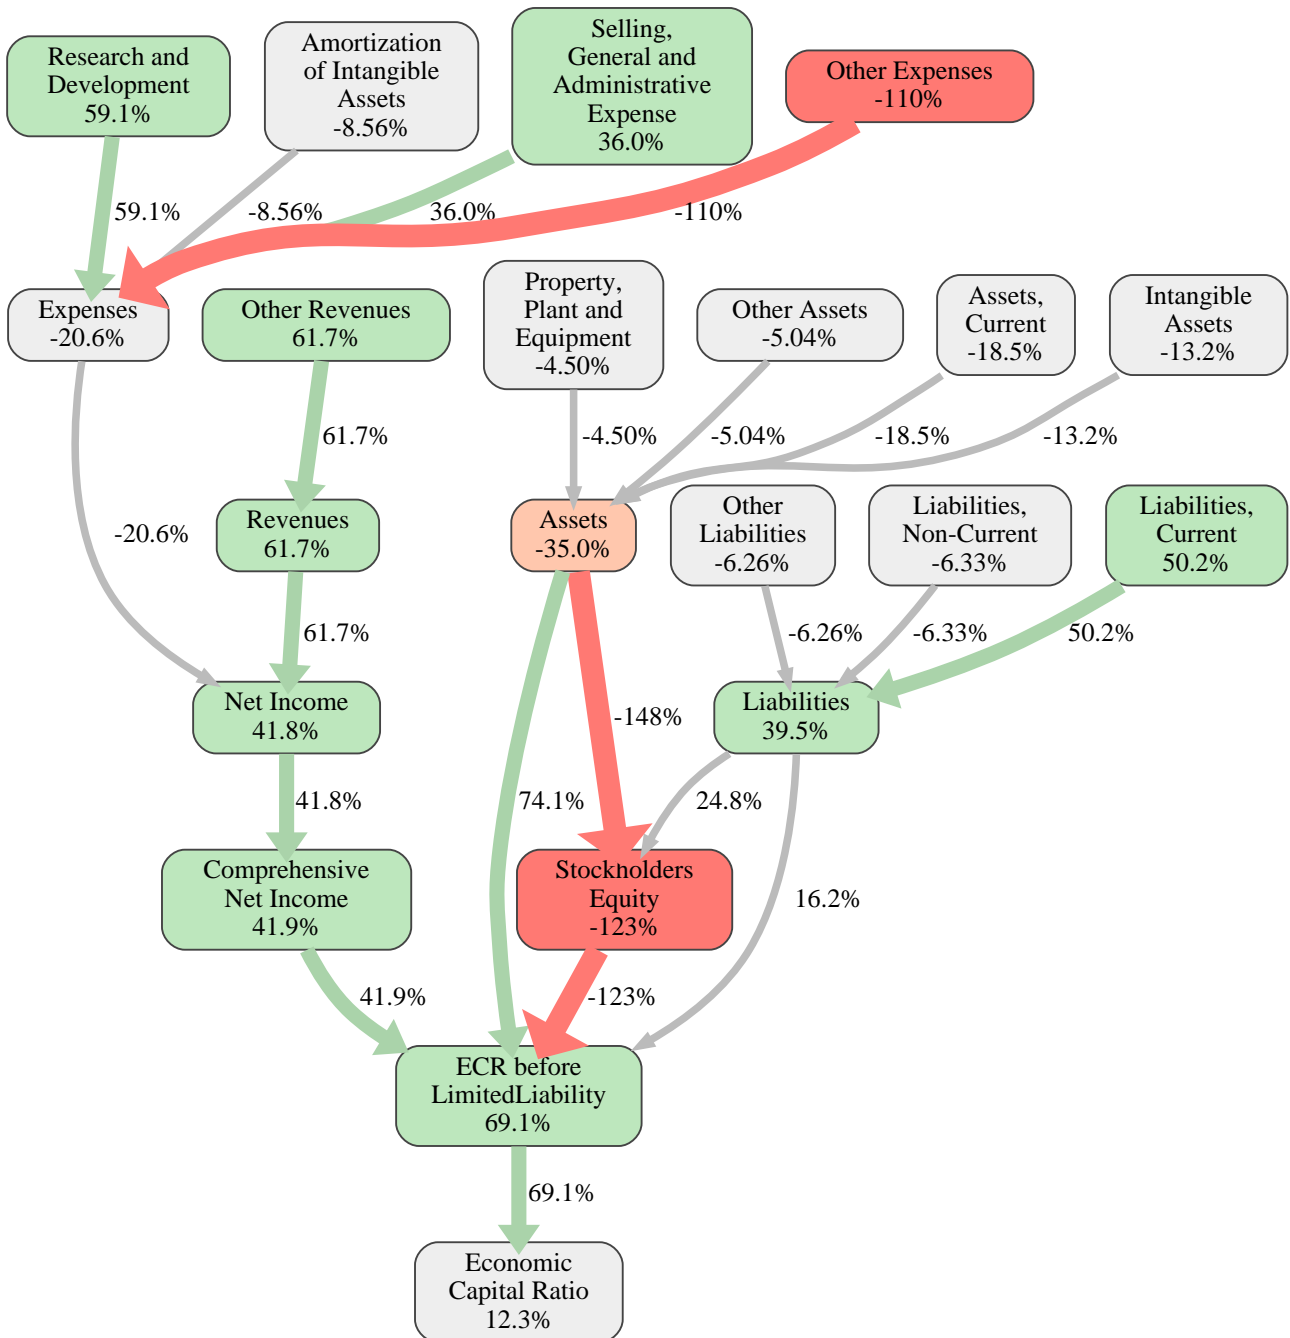 Research and
Development
59.1%
Amortization
of Intangible
Assets
-8.56%
Selling,
General and
Administrative
Expense
36.0%
Other Expenses
-110%
59.1%
-8.56%
36.0%
-110%
Expenses
-20.6%
Other Revenues
61.7%
Property,
Plant and
Equipment
-4.50%
Other Assets
-5.04%
Assets,
Current
-18.5%
Intangible
Assets
-13.2%
61.7%
-4.50%
-5.04%
-18.5%
-13.2%
-20.6%
Revenues
61.7%
Assets
-35.0%
Other
Liabilities
-6.26%
Liabilities,
Non-Current
-6.33%
Liabilities,
Current
50.2%
61.7%
-6.26%
-6.33%
50.2%
Net Income
41.8%
-148%
Liabilities
39.5%
41.8%
74.1%
24.8%
Comprehensive
Net Income
41.9%
Stockholders
Equity
-123%
16.2%
41.9%
-123%
ECR before
LimitedLiability
69.1%
69.1%
Economic
Capital Ratio
12.3%